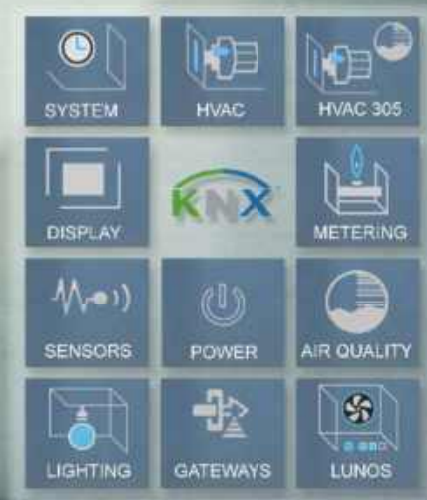 SYSTEM
HVAC
HVAC 305
DISPLAY
KNX
METERING
SENSORS
POWER
AIR QUALITY
LIGHTING
GATEWAYS
LUNOS